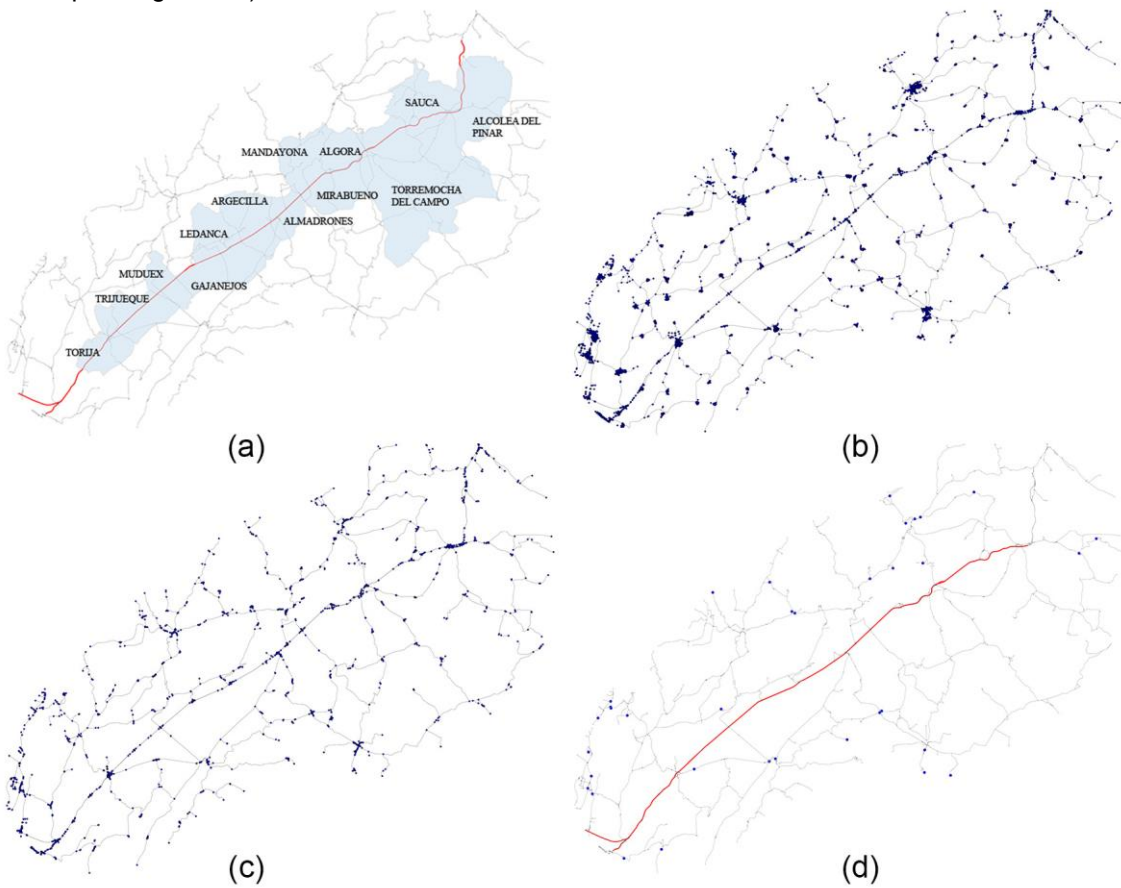 SAUCA
ALCOLEA DEL
PINAR
MANDAYONA
ALGORA
ARGECILLA
MIRABUENO
TORREMOCHA
DEL CAMPO
ALMADRONES
LEDANCA
MUDUEX
GAJANEJOS
TRIJUEQUE
TORIJA
(a)
(b)
(c)
(d)